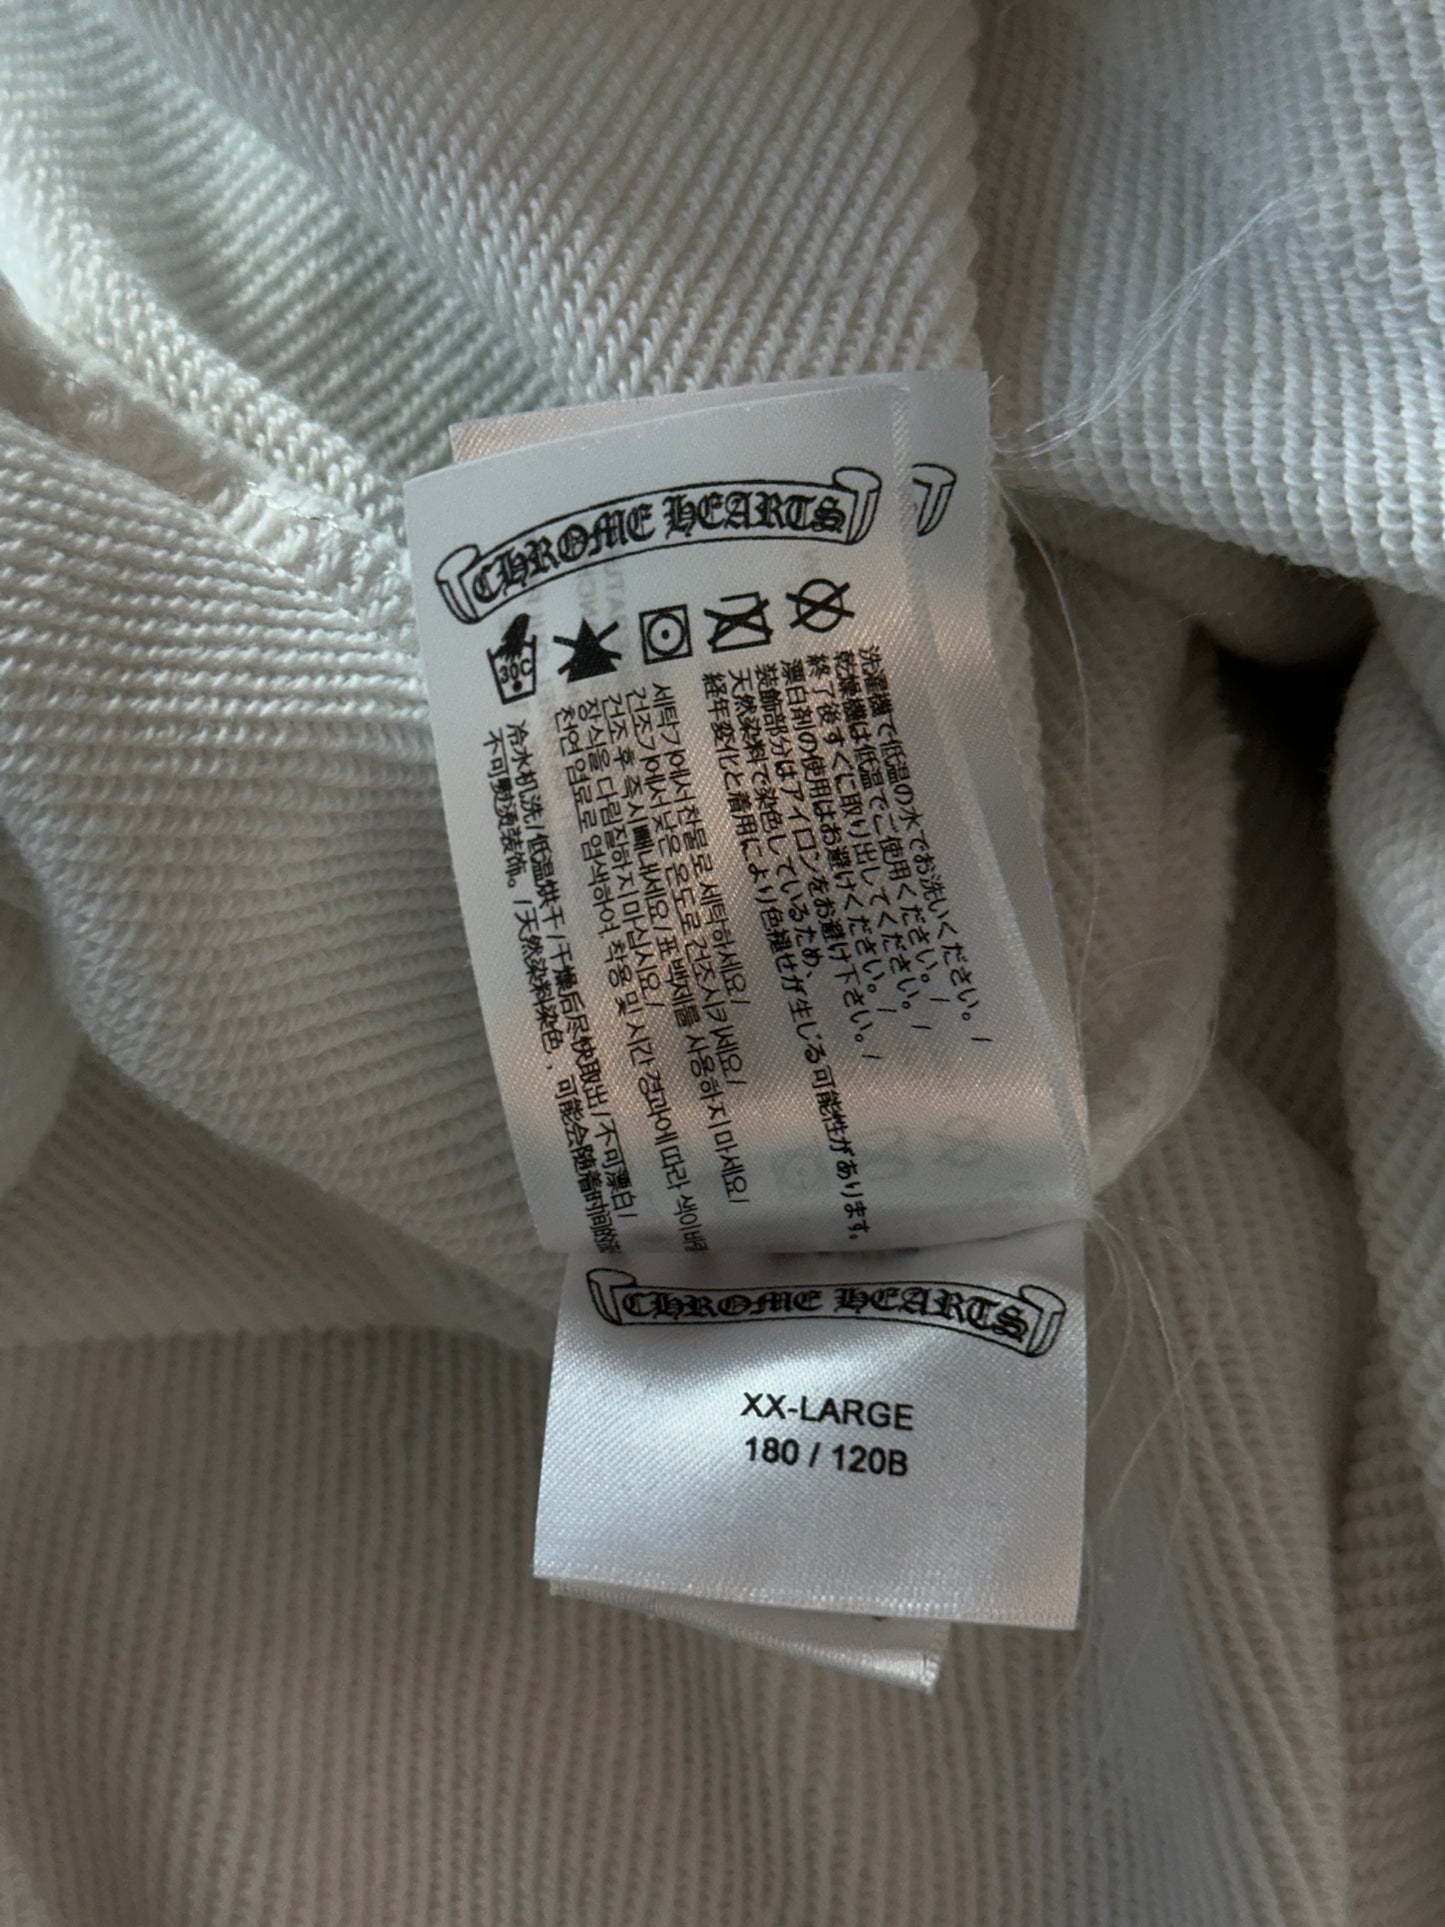 CHROME HEARTS
30°C
洗濯機で低温の水でお洗いください。/
乾燥機は低温でご使用ください。/
終了後すぐに取り出してください。/
漂白剤の使用はお避けください。/
装飾部分はアイロンをお避け下さい。/
天然染料で染色しているため、
経年変化と着用により色褪せが生じる可能性があります。
세탁기에서 찬물로 세탁하세요/
건조기에서 낮은 온도로 건조시키세요/
건조 후 즉시 빼내세요/표백제를 사용하지 마세요/
장식을 다림질하지 마십시요/
천연 염료로 염색하여, 착용 및 시간 경과에 따라 색이
冷水机洗/低温烘干/干燥后尽快取出/不可漂白/
不可熨烫装饰。/天然染料染色，可能会随着时间的
CHROME HEARTS
XX-LARGE
180 / 120B